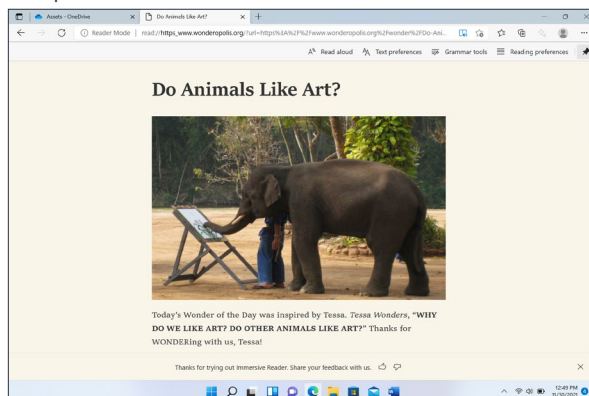 Assets - OneDrive
Do Animals Like Art?
Reader Mode
read://https_www.wonderopolis.org/?url=https%3A%2F%2Fwww.wonderopolis.org%2Fwonder%2FDo-Ani...
Read aloud
Text preferences
Grammar tools
Reading preferences
Do Animals Like Art?
Today's Wonder of the Day was inspired by Tessa. Tessa Wonders, “WHY
DO WE LIKE ART? DO OTHER ANIMALS LIKE ART?” Thanks for
WONDERing with us, Tessa!
Thanks for trying out Immersive Reader. Share your feedback with us.
12:49 PM
11/30/2021